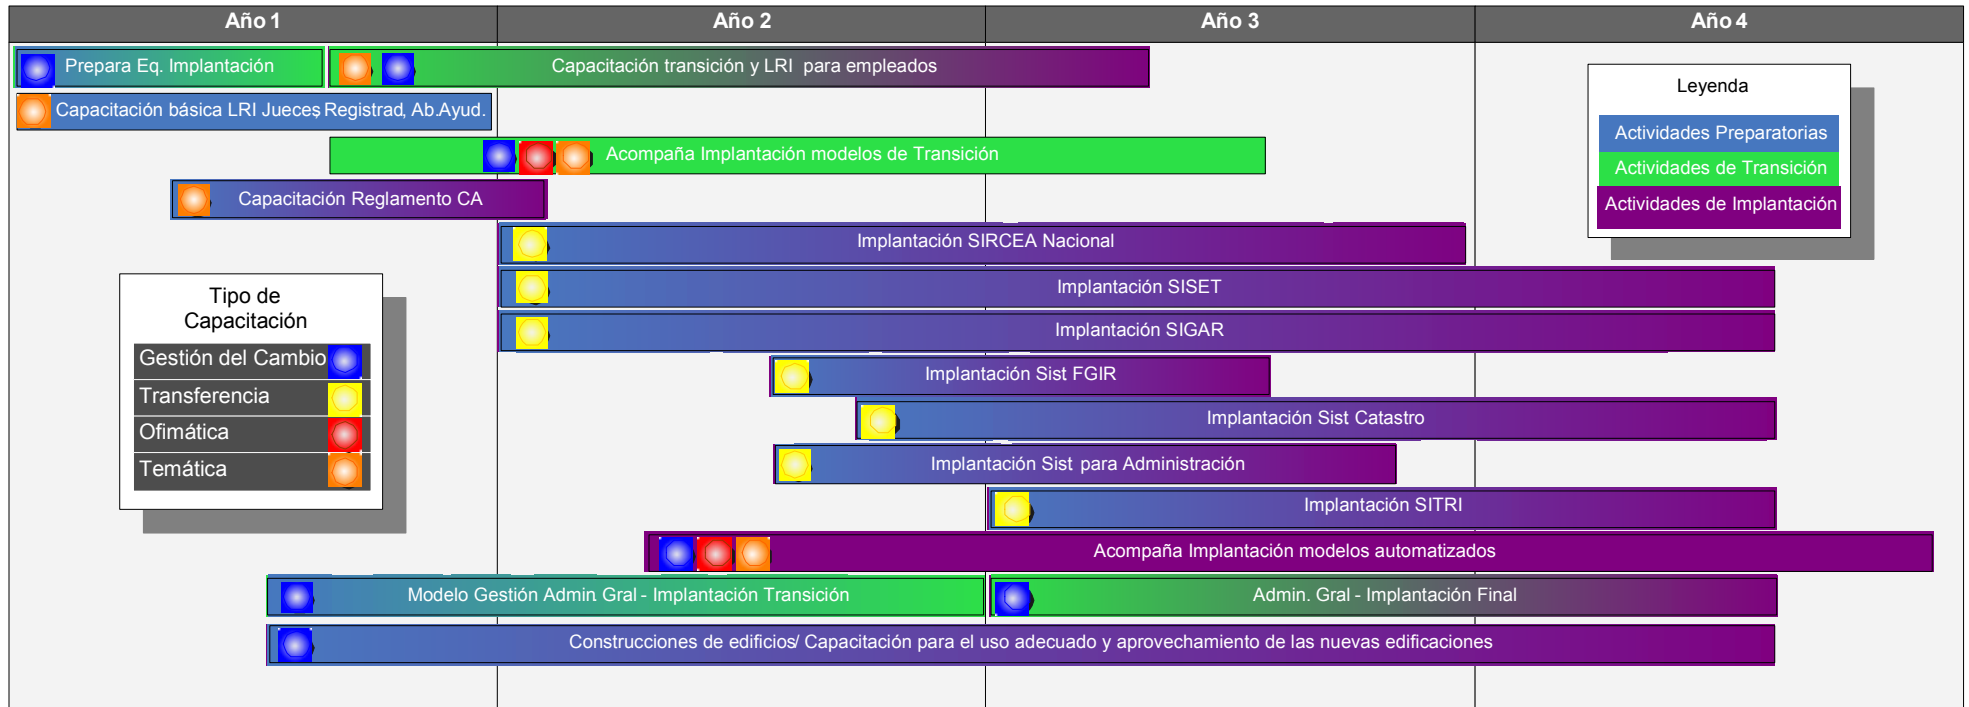 Año 1
Año 2
Año 3
Año 4
Prepara Eq. Implantación
Capacitación transición y LRI para empleados
Capacitación básica LRI Jueces, Registrad, Ab.Ayud.
Acompaña Implantación modelos de Transición
Capacitación Reglamento CA
Implantación SIRCEA Nacional
Implantación SISET
Implantación SIGAR
Implantación Sist FGIR
Implantación Sist Catastro
Implantación Sist para Administración
Implantación SITRI
Acompaña Implantación modelos automatizados
Modelo Gestión Admin. Gral - Implantación Transición
Admin. Gral - Implantación Final
Construcciones de edificios/ Capacitación para el uso adecuado y aprovechamiento de las nuevas edificaciones
Leyenda
Actividades Preparatorias
Actividades de Transición
Actividades de Implantación
Tipo de
Capacitación
Gestión del Cambio
Transferencia
Ofimática
Temática